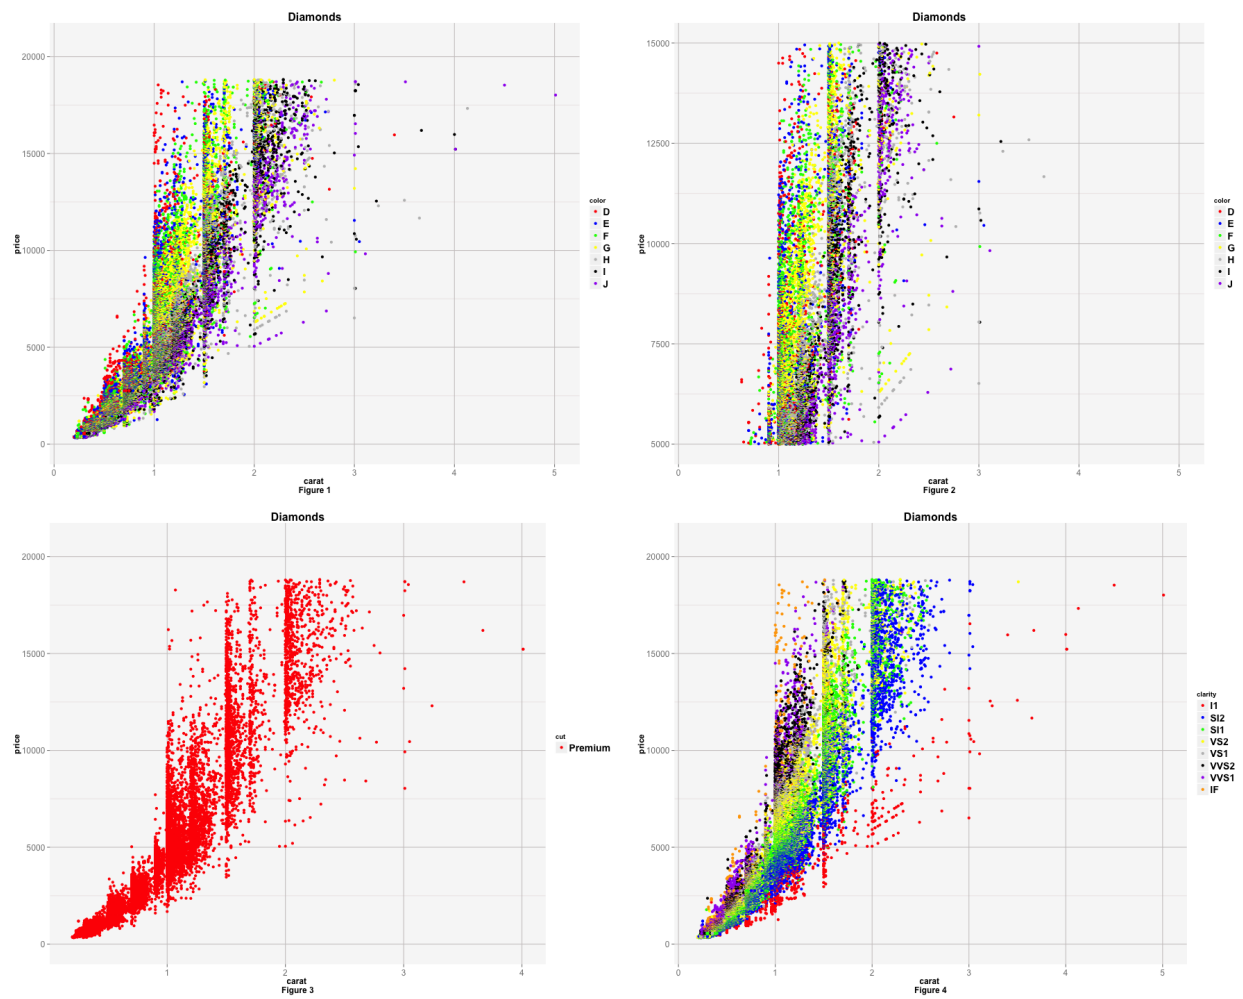 Diamonds
20000
15000
10000
5000
0
price
0 1 2 3 4 5
carat
Figure 1
color
D
E
F
G
H
I
J
Diamonds
15000
12500
10000
7500
5000
price
0 1 2 3 4 5
carat
Figure 2
color
D
E
F
G
H
I
J
Diamonds
20000
15000
10000
5000
0
price
1 2 3 4
carat
Figure 3
cut
Premium
Diamonds
20000
15000
10000
5000
0
price
0 1 2 3 4 5
carat
Figure 4
clarity
I1
SI2
SI1
VS2
VS1
VVS2
VVS1
IF